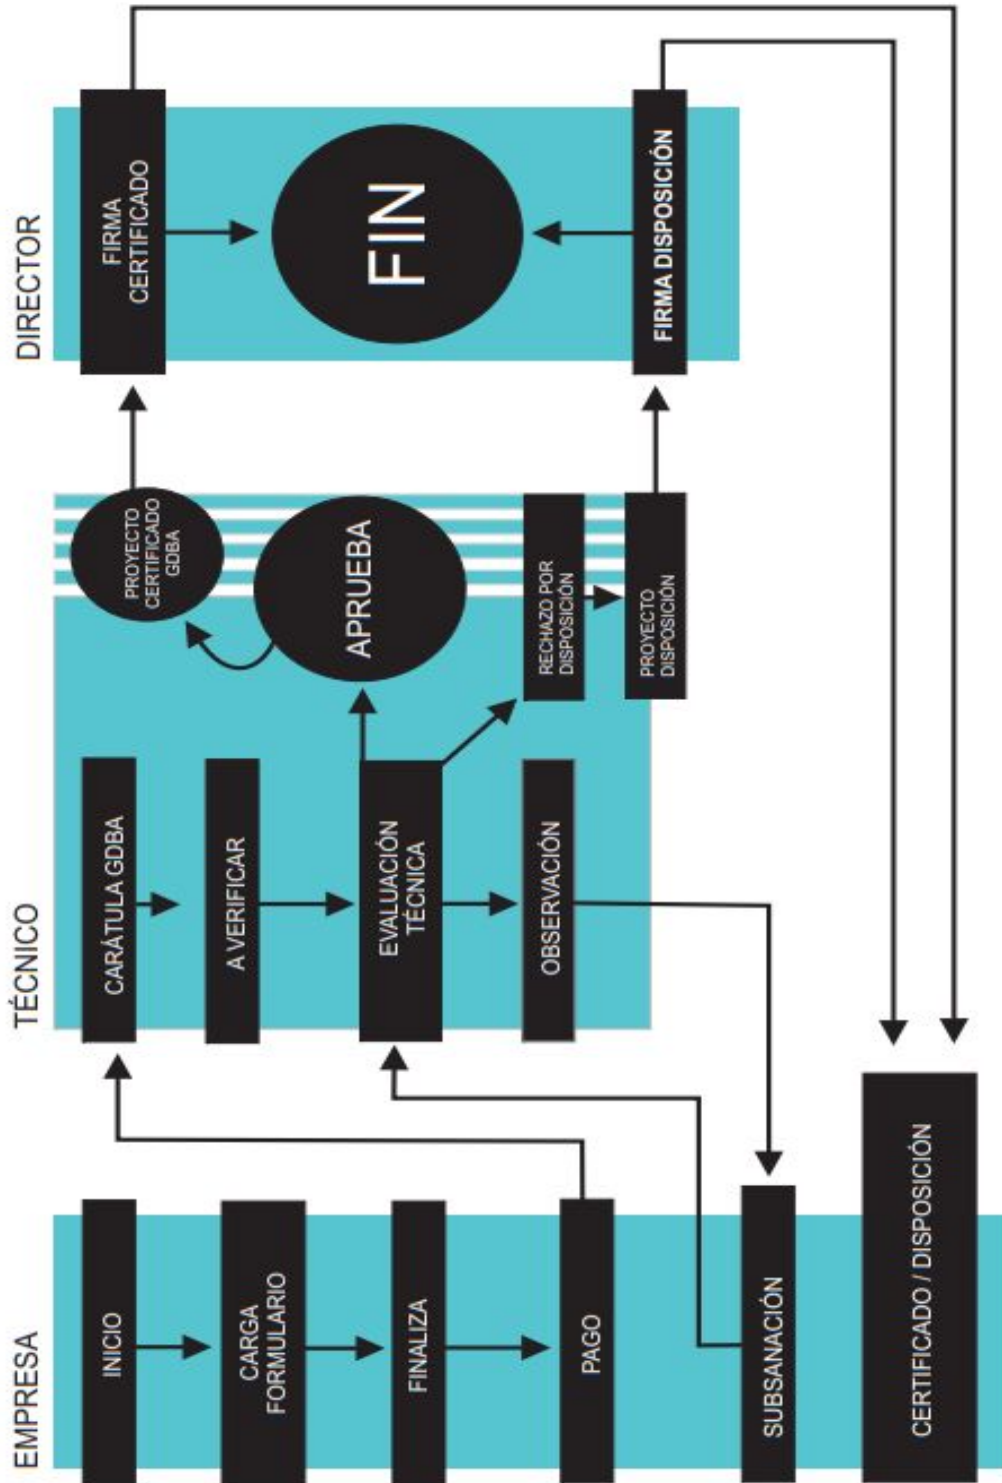 EMPRESA
INICIO
CARGA
FORMULARIO
FINALIZA
PAGO
SUBSANACIÓN
CERTIFICADO / DISPOSICIÓN
TÉCNICO
CARÁTULA GDBA
A VERIFICAR
EVALUACIÓN
TÉCNICA
OBSERVACIÓN
PROYECTO
CERTIFICADO
GDBA
APRUEBA
RECHAZO POR
DISPOSICIÓN
PROYECTO
DISPOSICIÓN
DIRECTOR
FIRMA
CERTIFICADO
FIN
FIRMA DISPOSICIÓN